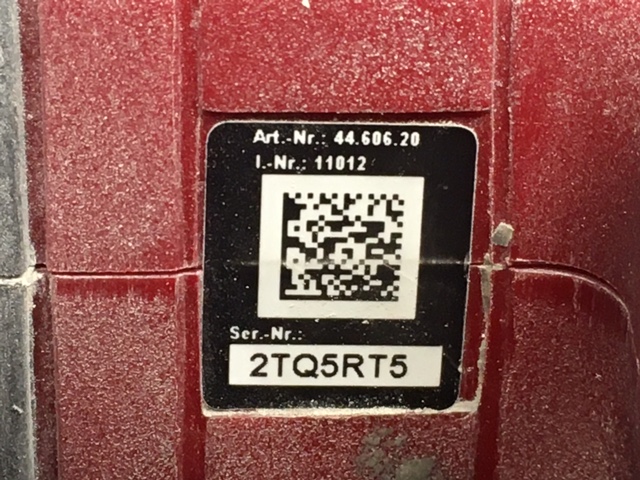 Art.-Nr.: 44.606.20
I.-Nr.: 11012
Ser.-Nr.:
2TQ5RT5